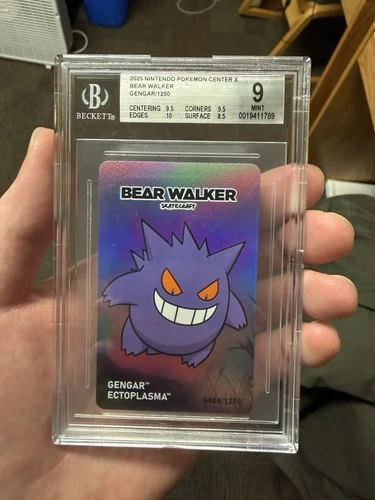 2025 NINTENDO POKEMON CENTER X
BEAR WALKER
GENGAR/1250
CENTERING 9.5 CORNERS 9.5
EDGES 10 SURFACE 8.5
9
MINT
0019411789
B
BECKETT®
BEAR WALKER
SKATECRAFT
GENGAR™
ECTOPLASMA™
0464/1250